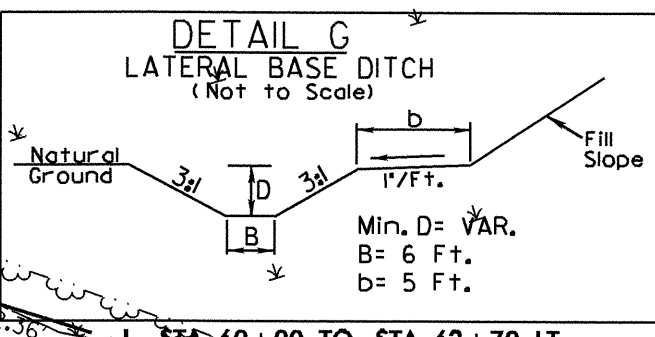 DETAIL G
LATERAL BASE DITCH
(Not to Scale)
b
Natural
Ground
3:1
D
3:1
1"/Ft.
Fill
Slope
B
Min. D= VAR.
B= 6 Ft.
b= 5 Ft.